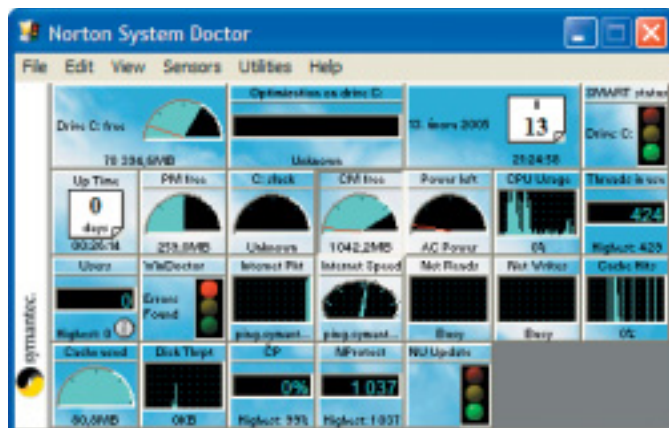 Norton System Doctor
File Edit View Sensors Utilities Help
Drive C: free
78 394,6MB
Optimization on drive C:
Unknown
13. února 2005
13
21:24:58
SMART status
Drive C:
Up Time
0
days
00:26:14
PM free
259,8MB
C: slack
Unknown
CM free
1042,2MB
Power left
AC Power
CPU Usage
0%
Threads in use
424
Highest: 428
Users
0
Highest: 0
WinDoctor
Errors
Found
Internet Pkt
ping.symant...
Internet Speed
ping.symant...
Net Reads
Busy
Net Writes
Busy
Cache Hits
0%
Cache used
80,8MB
Disk Thrpt
0KB
0%
Highest: 99%
NProtect
1 037
Highest: 1 037
NU Update
symantec.